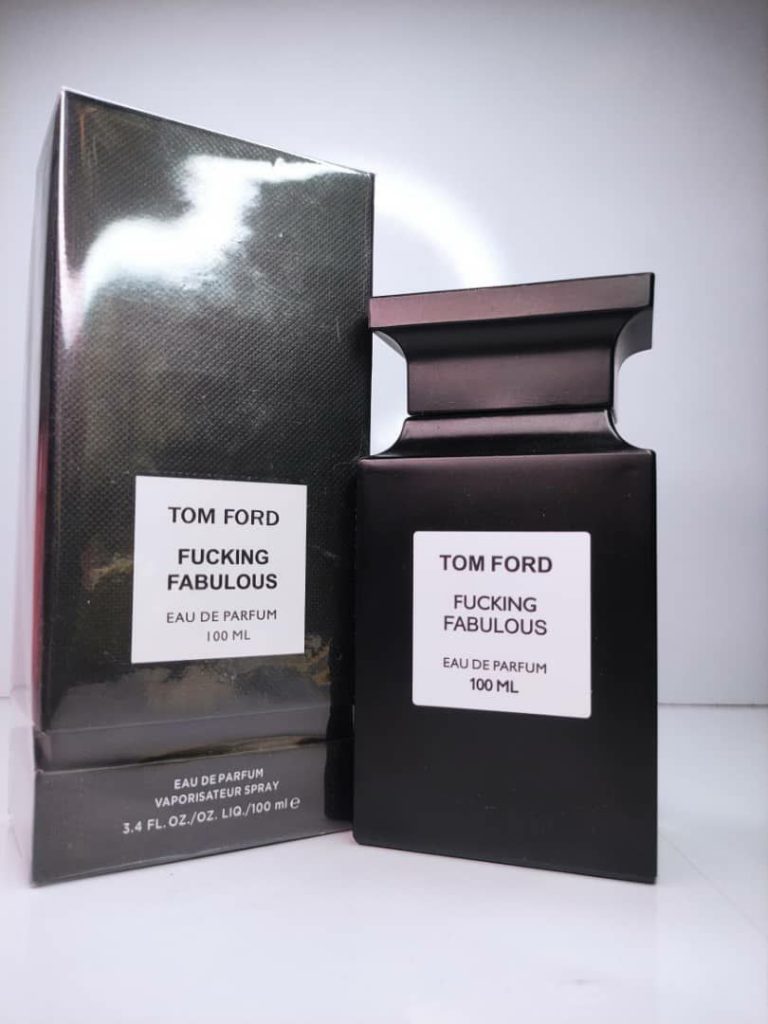 TOM FORD
FUCKING
FABULOUS
EAU DE PARFUM
100 ML
EAU DE PARFUM
VAPORISATEUR SPRAY
3.4 FL. OZ./OZ. LIQ./100 ml ℮
TOM FORD
FUCKING
FABULOUS
EAU DE PARFUM
100 ML